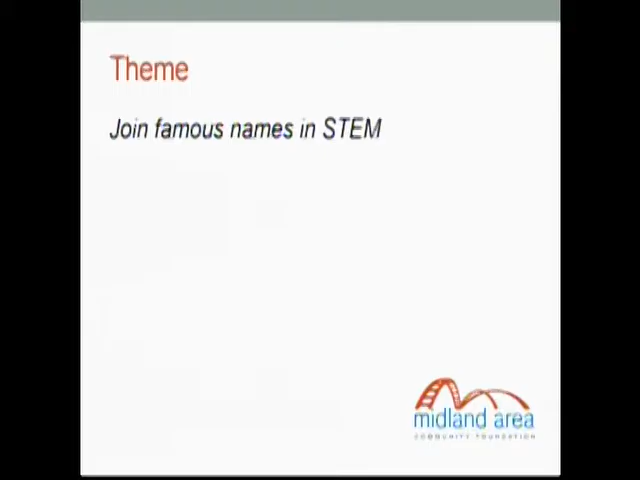 Theme
Join famous names in STEM
midland area
COMMUNITY FOUNDATION